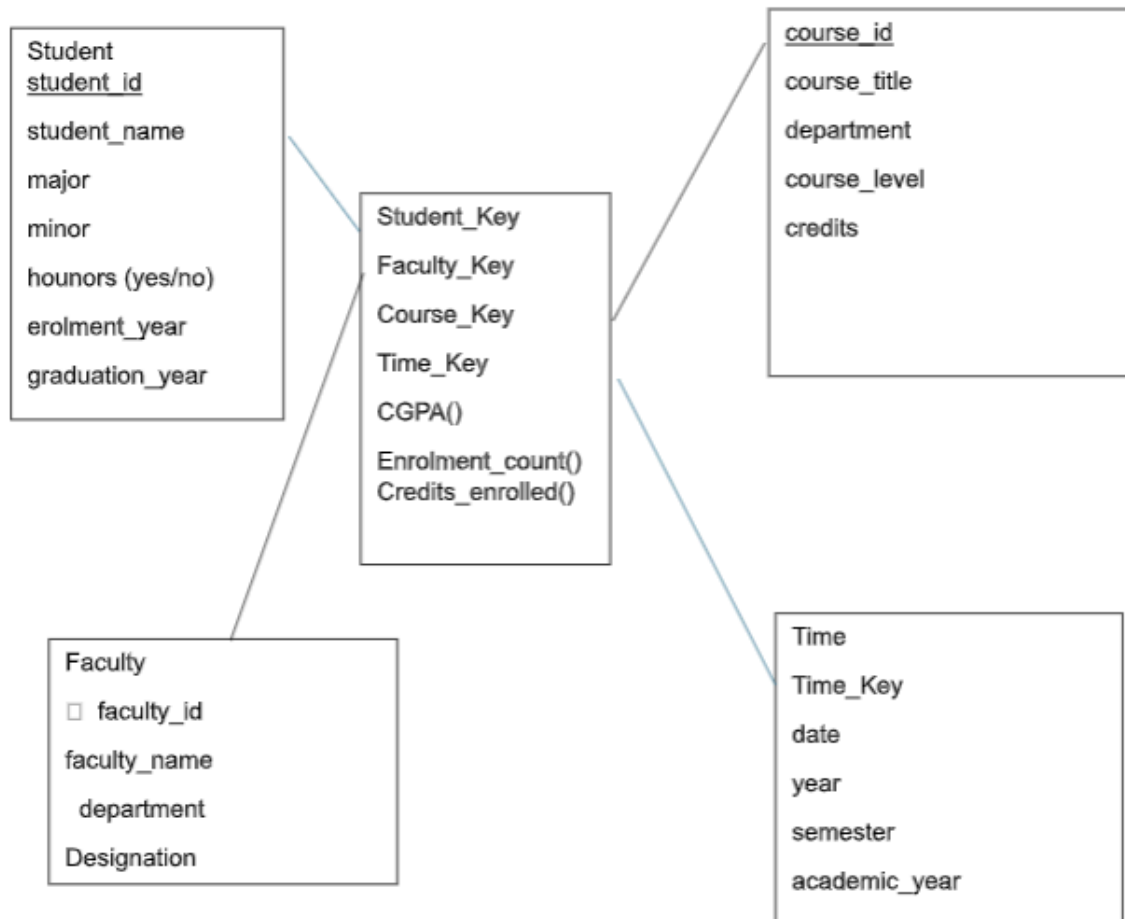 Student
student_id
student_name
major
minor
hounors (yes/no)
erolment_year
graduation_year
Student_Key
Faculty_Key
Course_Key
Time_Key
CGPA()
Enrolment_count()
Credits_enrolled()
course_id
course_title
department
course_level
credits
Faculty
faculty_id
faculty_name
department
Designation
Time
Time_Key
date
year
semester
academic_year